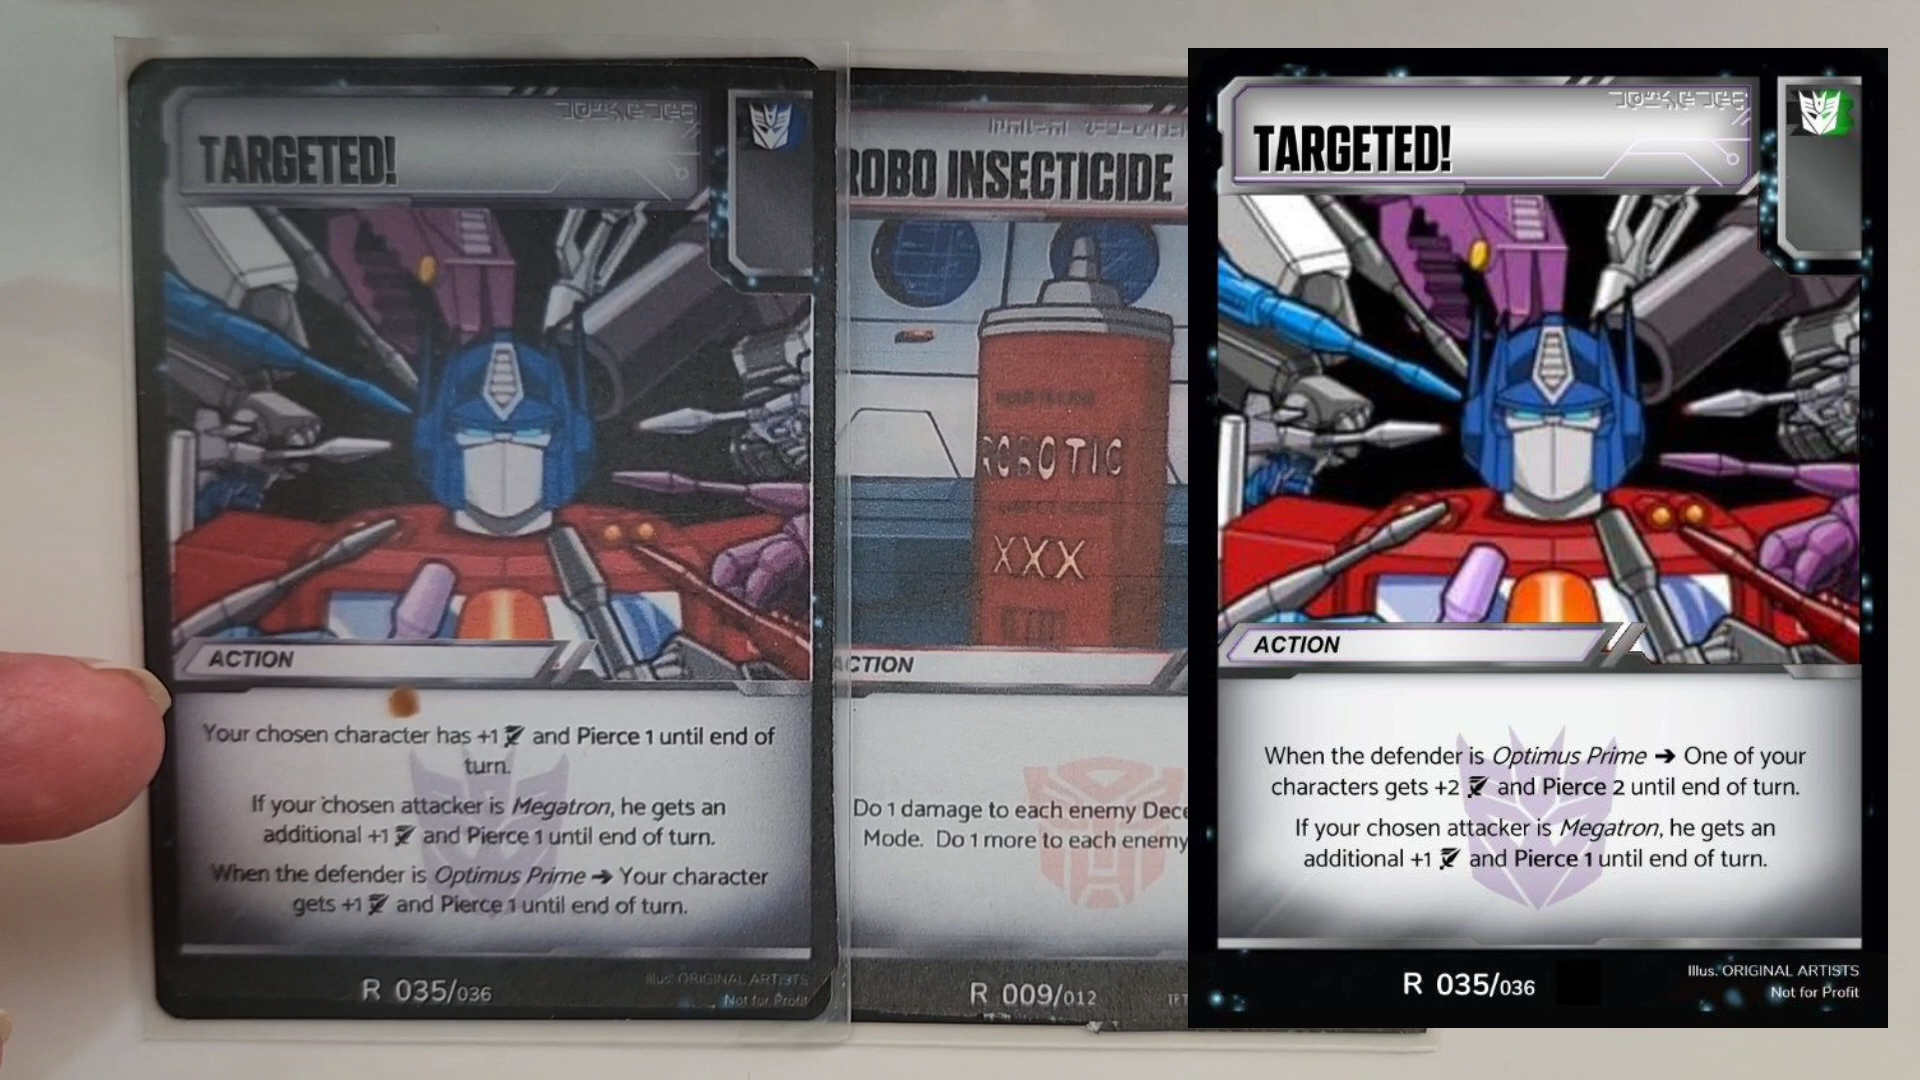 TARGETED!
ACTION
Your chosen character has +1 and Pierce 1 until end of
turn.
If your chosen attacker is Megatron, he gets an
additional +1 and Pierce 1 until end of turn.
When the defender is Optimus Prime → Your character
gets +1 and Pierce 1 until end of turn.
R 035/036
Illus. ORIGINAL ARTISTS
Not for Profit
ROBO INSECTICIDE
ROBOTIC
XXX
ACTION
Do 1 damage to each enemy Dece
Mode. Do 1 more to each enemy
R 009/012
TARGETED!
ACTION
When the defender is Optimus Prime → One of your
characters gets +2 and Pierce 2 until end of turn.
If your chosen attacker is Megatron, he gets an
additional +1 and Pierce 1 until end of turn.
R 035/036
Illus. ORIGINAL ARTISTS
Not for Profit